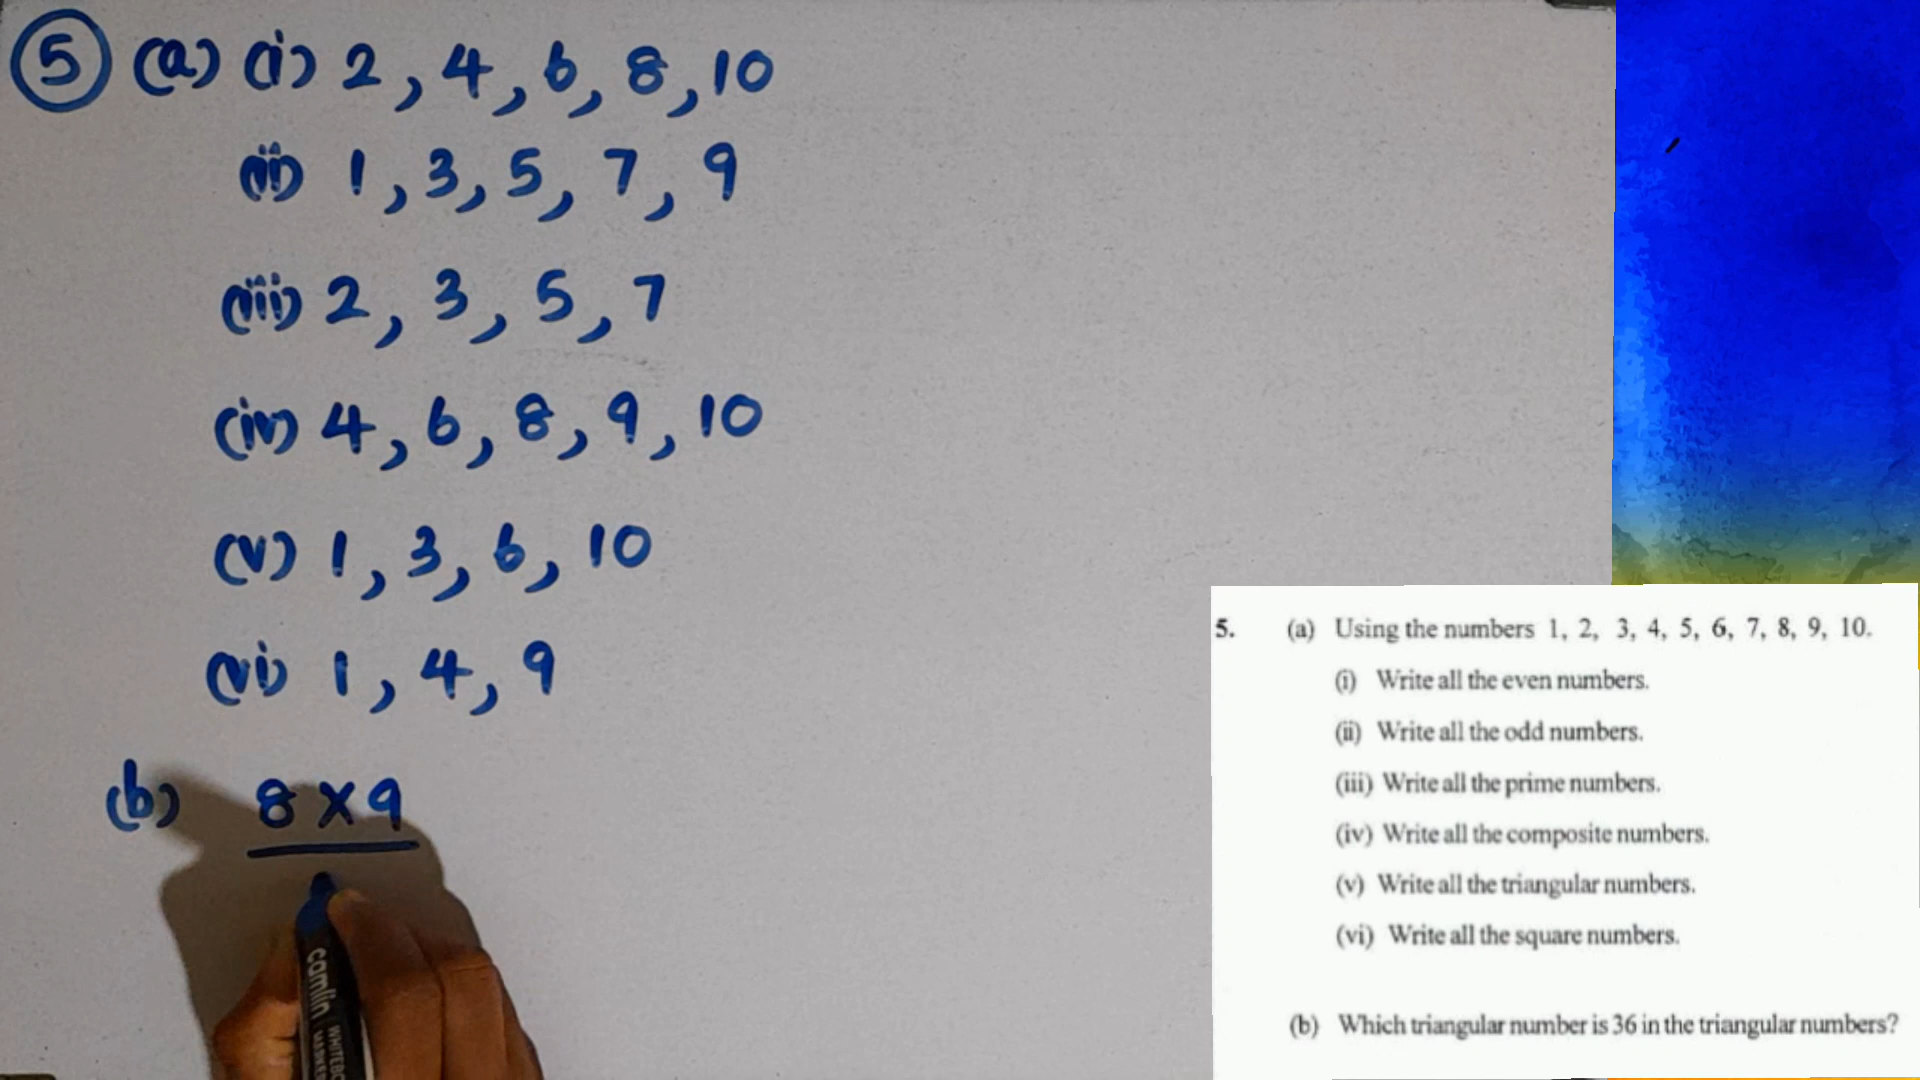 5 (a) (i) 2, 4, 6, 8, 10
(ii) 1, 3, 5, 7, 9
(iii) 2, 3, 5, 7
(iv) 4, 6, 8, 9, 10
(v) 1, 3, 6, 10
(vi) 1, 4, 9
(b) 8 × 9
camlin
WHITEBO
MARKER
5. (a) Using the numbers 1, 2, 3, 4, 5, 6, 7, 8, 9, 10.
(i) Write all the even numbers.
(ii) Write all the odd numbers.
(iii) Write all the prime numbers.
(iv) Write all the composite numbers.
(v) Write all the triangular numbers.
(vi) Write all the square numbers.
(b) Which triangular number is 36 in the triangular numbers?